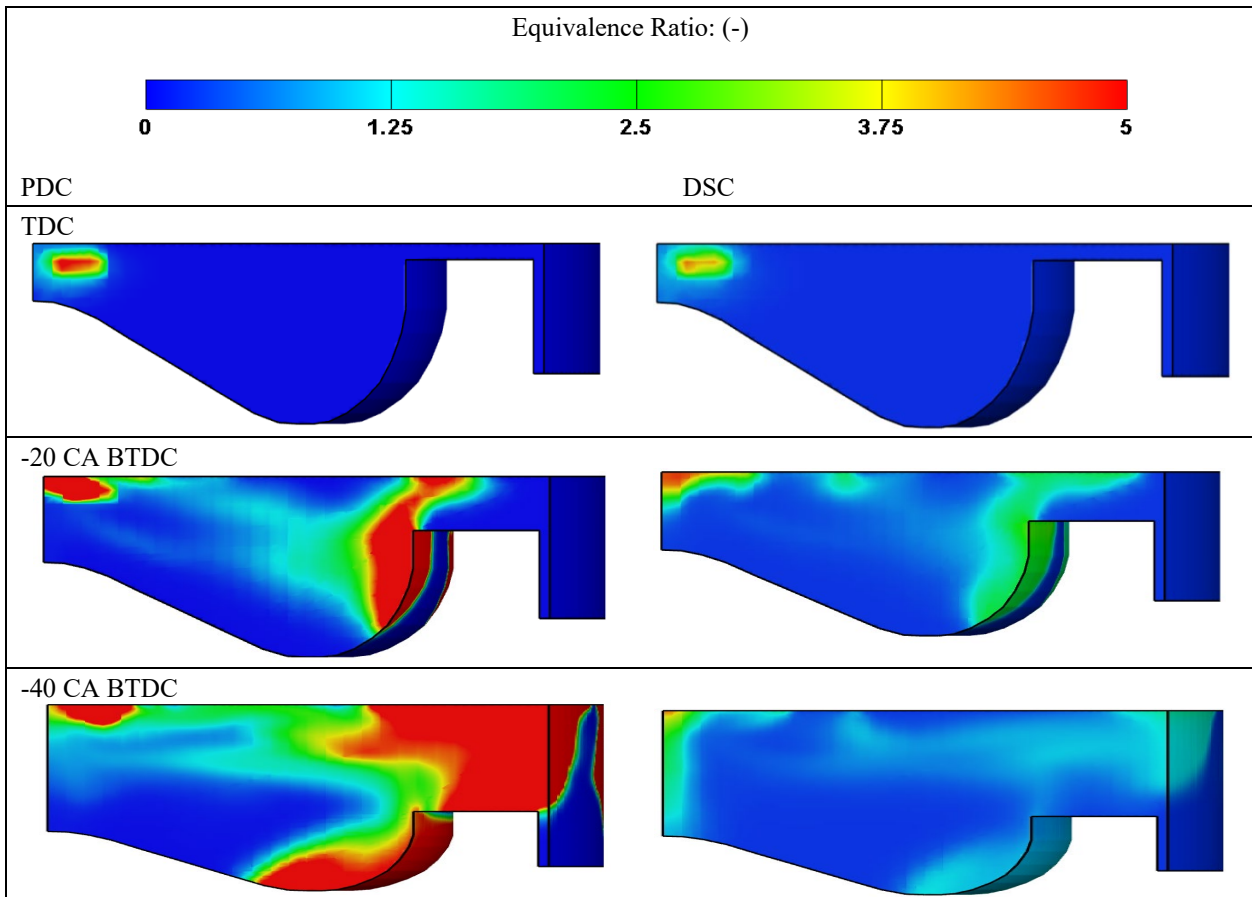 Equivalence Ratio: (-)
0 1.25 2.5 3.75 5
PDC DSC
TDC
-20 CA BTDC
-40 CA BTDC